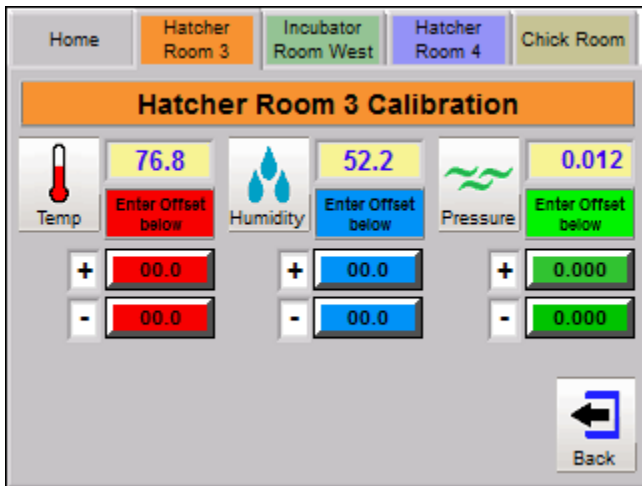 Home
Hatcher
Room 3
Incubator
Room West
Hatcher
Room 4
Chick Room
Hatcher Room 3 Calibration
76.8
52.2
0.012
Temp
Enter Offset
below
Humidity
Enter Offset
below
Pressure
Enter Offset
below
+ 00.0
+ 00.0
+ 0.000
- 00.0
- 00.0
- 0.000
Back